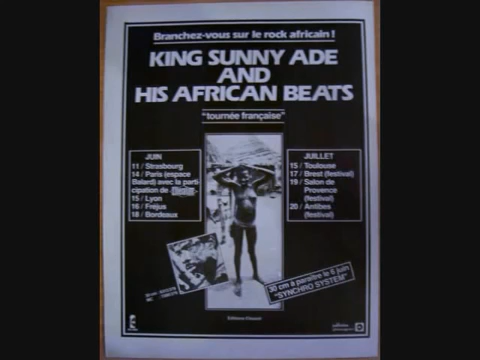 Branchez-vous sur le rock africain !
KING SUNNY ADE
AND
HIS AFRICAN BEATS
"tournée française"
JUIN
11 / Strasbourg
14 / Paris (espace
Balard) avec la parti
cipation de
15 / Lyon
16 / Fréjus
18 / Bordeaux
JUILLET
15 / Toulouse
17 / Brest (festival)
19 / Salon de
Provence
(festival)
20 / Antibes
(festival)
30 cm à paraître le 6 juin
"SYNCHRO SYSTEM"